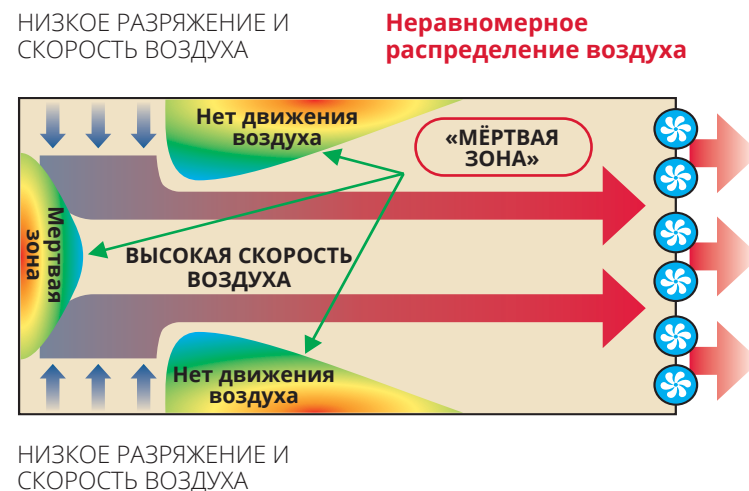 НИЗКОЕ РАЗРЯЖЕНИЕ И
СКОРОСТЬ ВОЗДУХА
Неравномерное
распределение воздуха
Нет движения
воздуха
«МЁРТВАЯ
ЗОНА»
Мертвая
зона
ВЫСОКАЯ СКОРОСТЬ
ВОЗДУХА
Нет движения
воздуха
НИЗКОЕ РАЗРЯЖЕНИЕ И
СКОРОСТЬ ВОЗДУХА